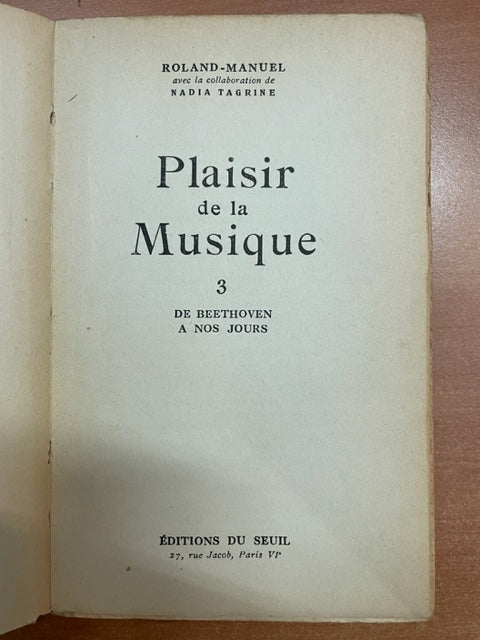 ROLAND-MANUEL
avec la collaboration de
NADIA TAGRINE
Plaisir
de la
Musique
3
DE BEETHOVEN
A NOS JOURS
ÉDITIONS DU SEUIL
27, rue Jacob, Paris VIᵉ